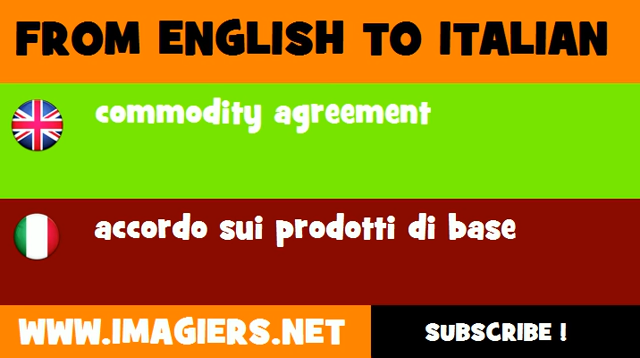 FROM ENGLISH TO ITALIAN
commodity agreement
accordo sui prodotti di base
WWW.IMAGIERS.NET
SUBSCRIBE !